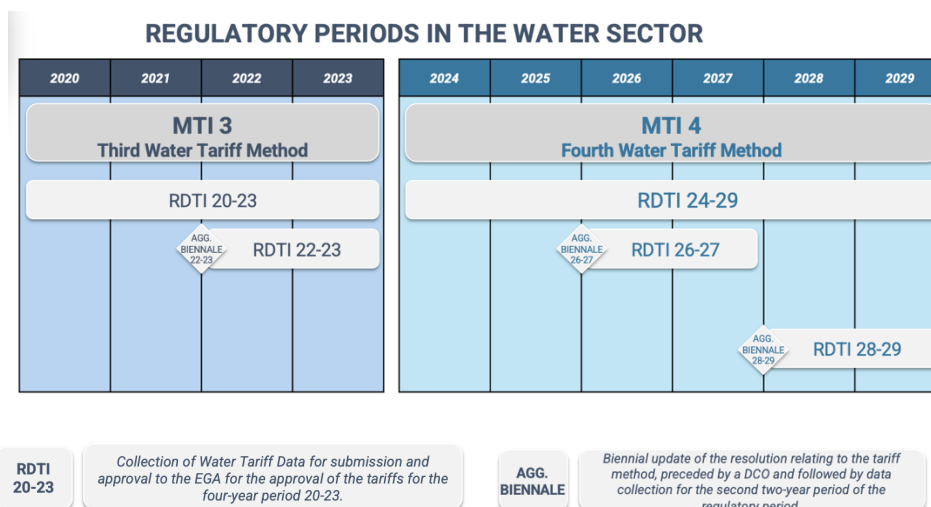 REGULATORY PERIODS IN THE WATER SECTOR
2020 2021 2022 2023 2024 2025 2026 2027 2028 2029
MTI 3
Third Water Tariff Method
MTI 4
Fourth Water Tariff Method
RDTI 20-23
RDTI 24-29
AGG.
BIENNALE
22-23
RDTI 22-23
AGG.
BIENNALE
26-27
RDTI 26-27
AGG.
BIENNALE
28-29
RDTI 28-29
RDTI
20-23
Collection of Water Tariff Data for submission and
approval to the EGA for the approval of the tariffs for the
four-year period 20-23.
AGG.
BIENNALE
Biennial update of the resolution relating to the tariff
method, preceded by a DCO and followed by data
collection for the second two-year period of the
regulatory period